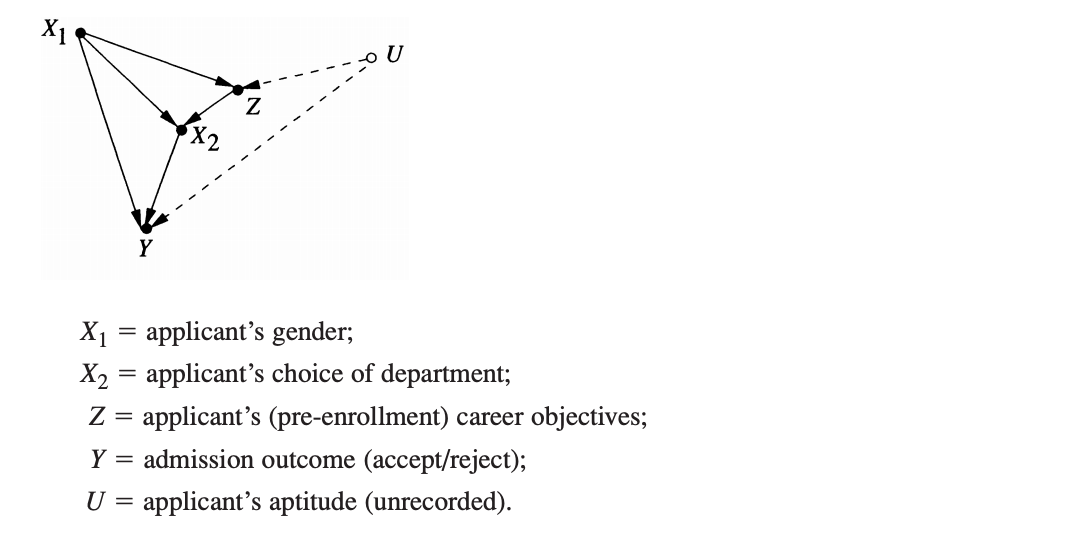 X₁
U
Z
X₂
Y
X₁ = applicant’s gender;
X₂ = applicant’s choice of department;
Z = applicant’s (pre-enrollment) career objectives;
Y = admission outcome (accept/reject);
U = applicant’s aptitude (unrecorded).